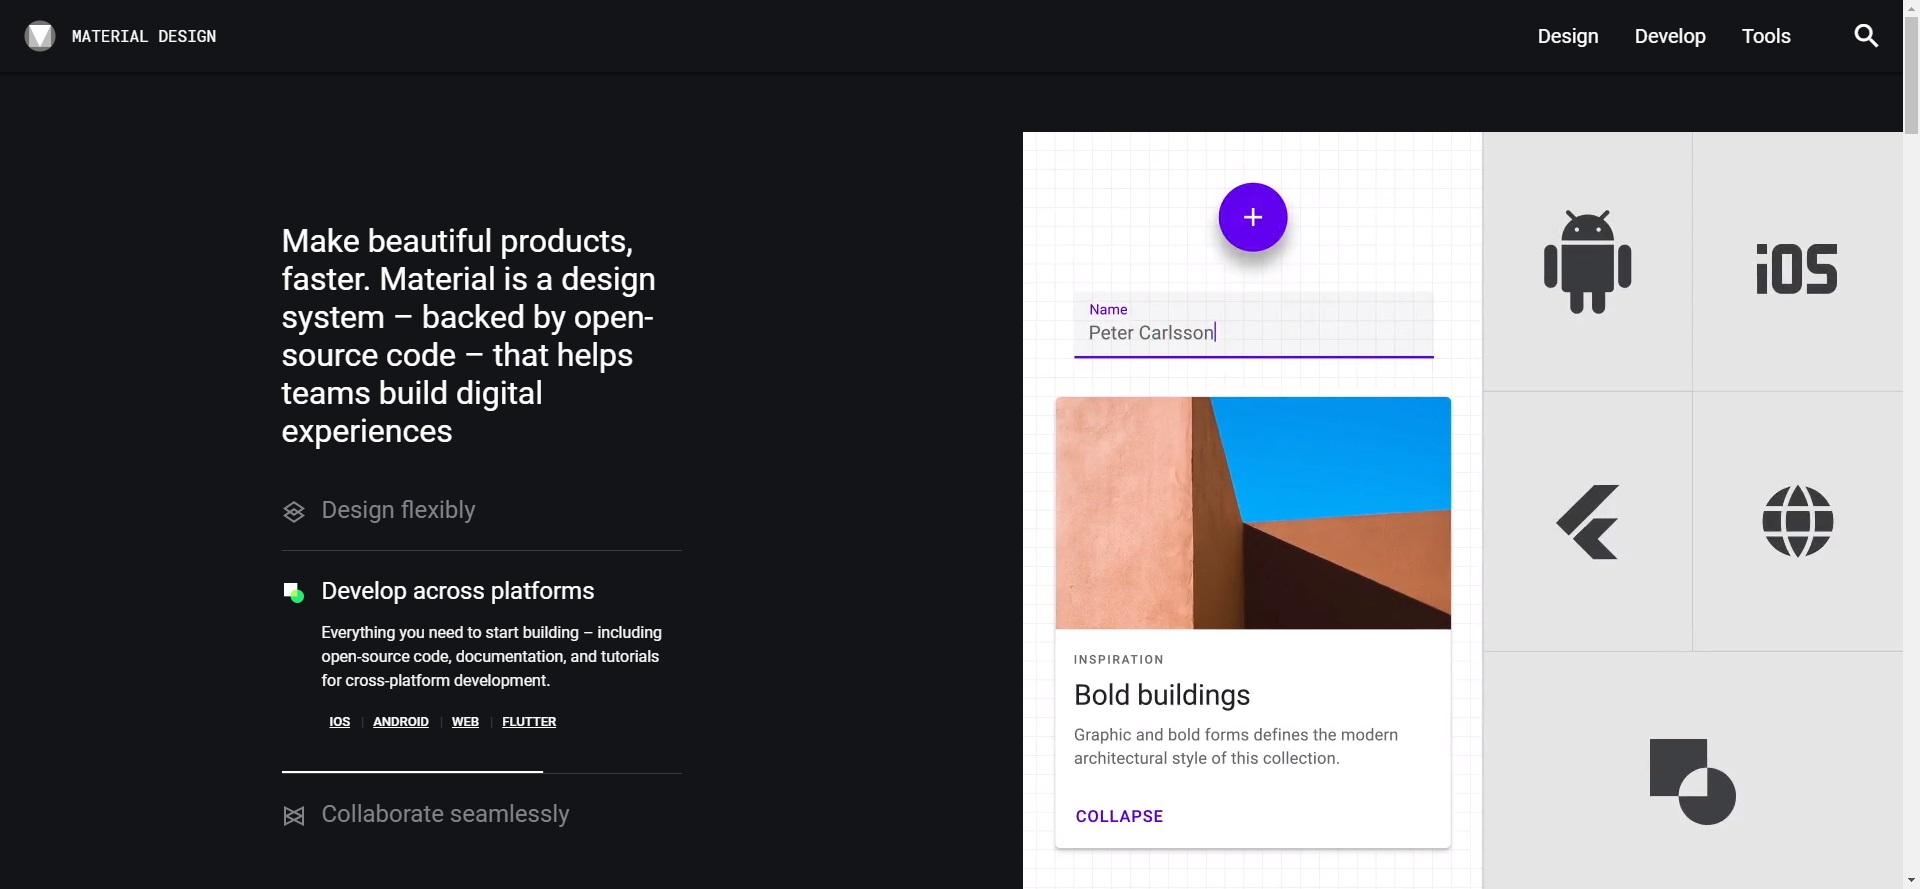 MATERIAL DESIGN
Design
Develop
Tools
Make beautiful products,
faster. Material is a design
system – backed by open-
source code – that helps
teams build digital
experiences
Design flexibly
Develop across platforms
Everything you need to start building – including
open-source code, documentation, and tutorials
for cross-platform development.
IOS | ANDROID | WEB | FLUTTER
Collaborate seamlessly
Name
Peter Carlsson
INSPIRATION
Bold buildings
Graphic and bold forms defines the modern
architectural style of this collection.
COLLAPSE
iOS